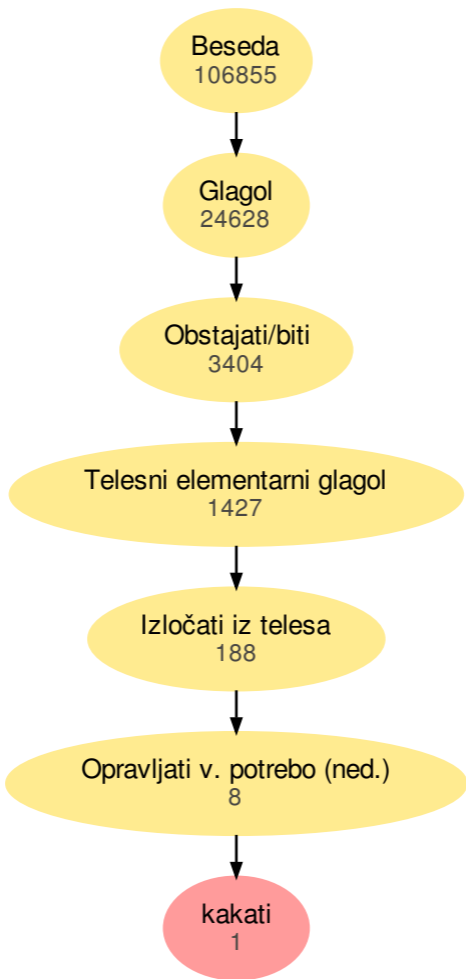 Beseda
106855
Glagol
24628
Obstajati/biti
3404
Telesni elementarni glagol
1427
Izločati iz telesa
188
Opravljati v. potrebo (ned.)
8
kakati
1